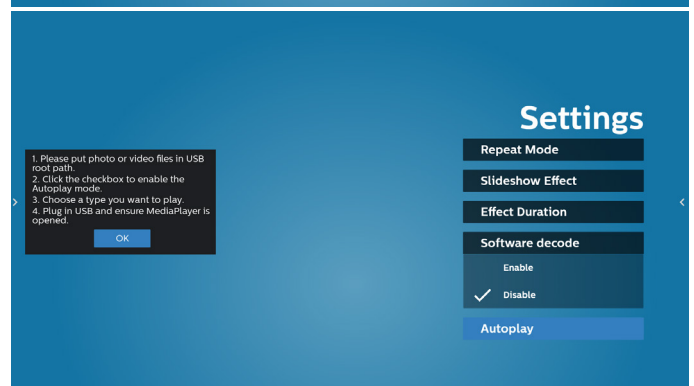 Settings
1. Please put photo or video files in USB
root path.
2. Click the checkbox to enable the
Autoplay mode.
3. Choose a type you want to play.
4. Plug in USB and ensure MediaPlayer is
opened.
OK
Repeat Mode
Slideshow Effect
Effect Duration
Software decode
Enable
Disable
Autoplay